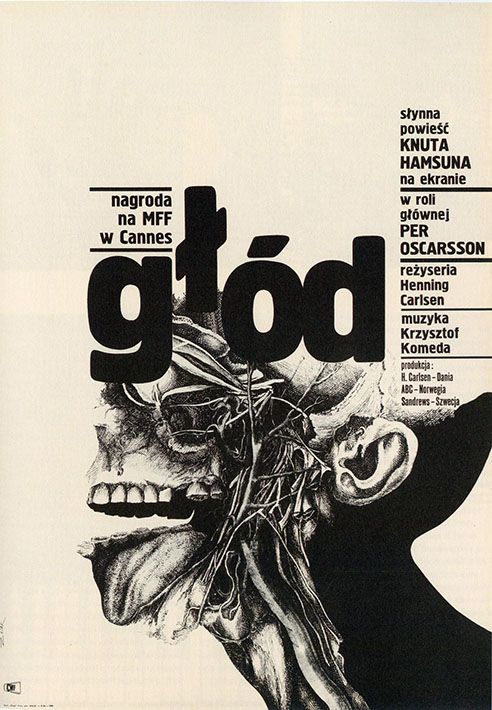 nagroda
na MFF
w Cannes
głód
słynna
powieść
KNUTA
HAMSUNA
na ekranie
w roli
głównej
PER
OSCARSSON
reżyseria
Henning
Carlsen
muzyka
Krzysztof
Komeda
produkcja:
H. Carlsen – Dania
ABC – Norwegia
Sandrews – Szwecja